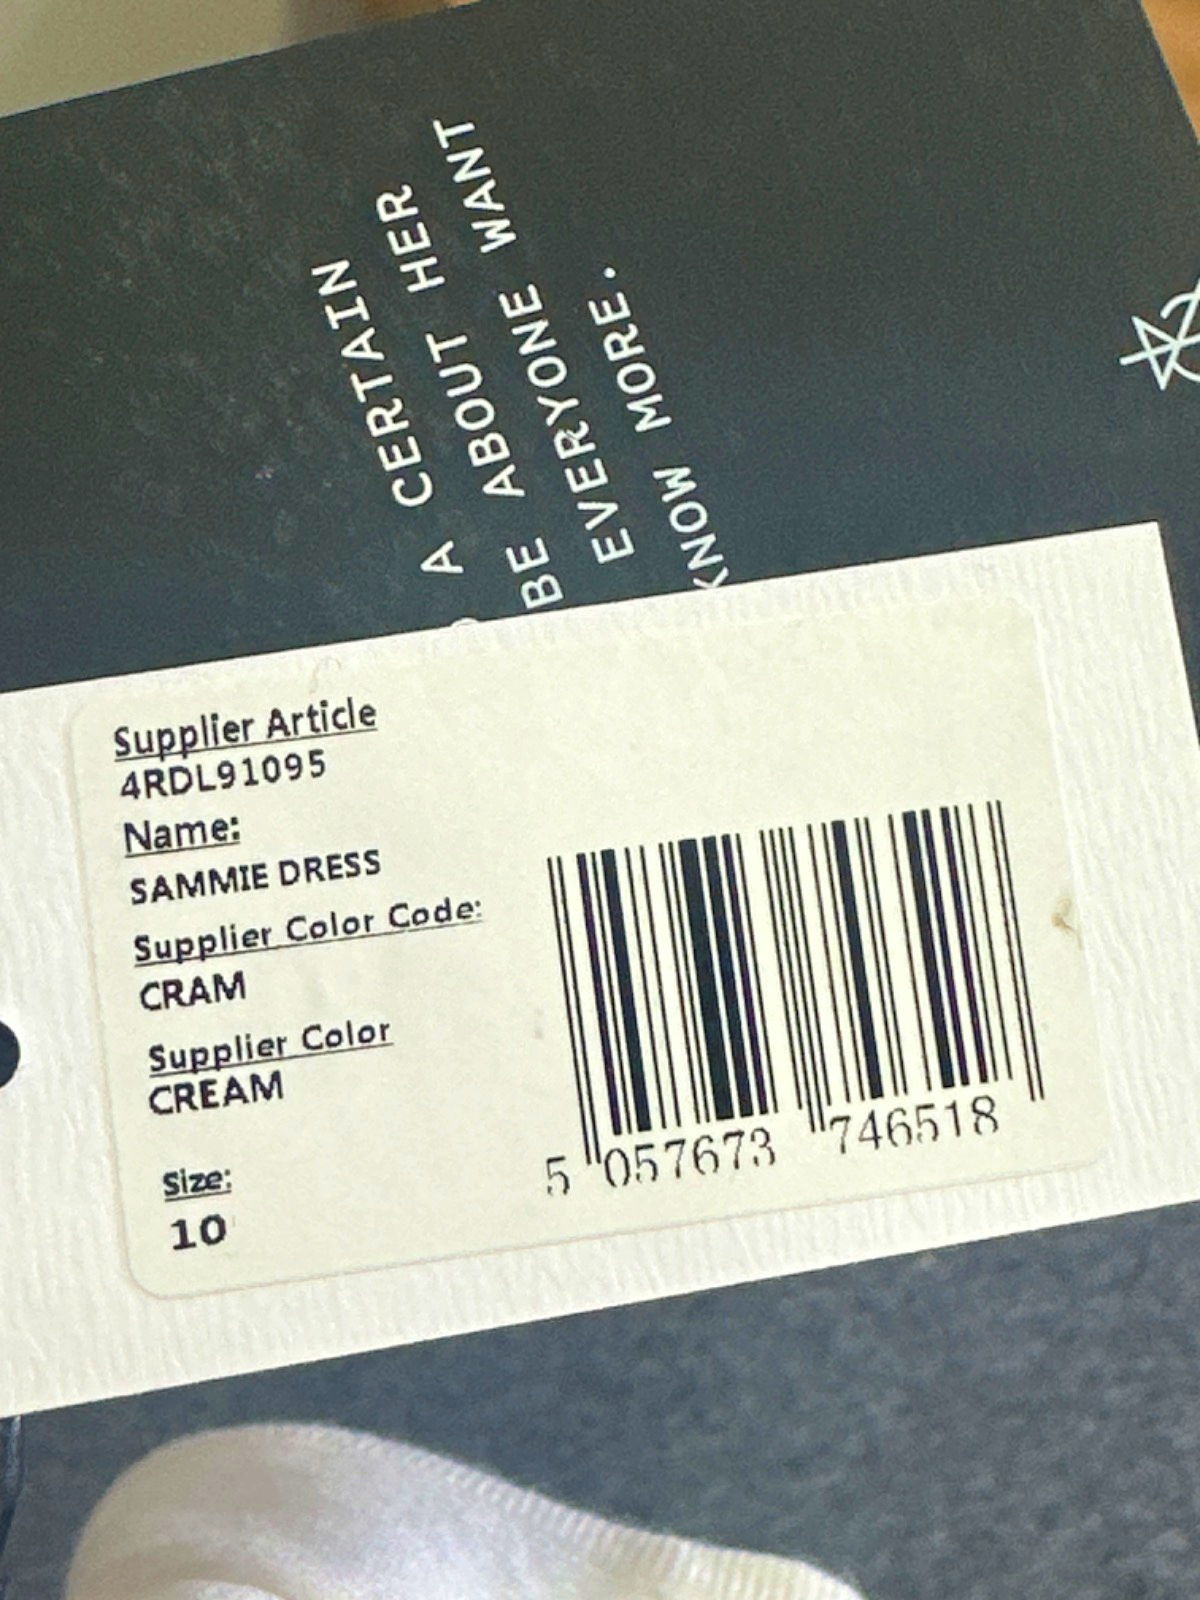 A CERTAIN
ABOUT HER
BE EVERYONE WANT
KNOW MORE.
Supplier Article
4RDL91095
Name:
SAMMIE DRESS
Supplier Color Code:
CRAM
Supplier Color
CREAM
Size:
10
5 057673 746518